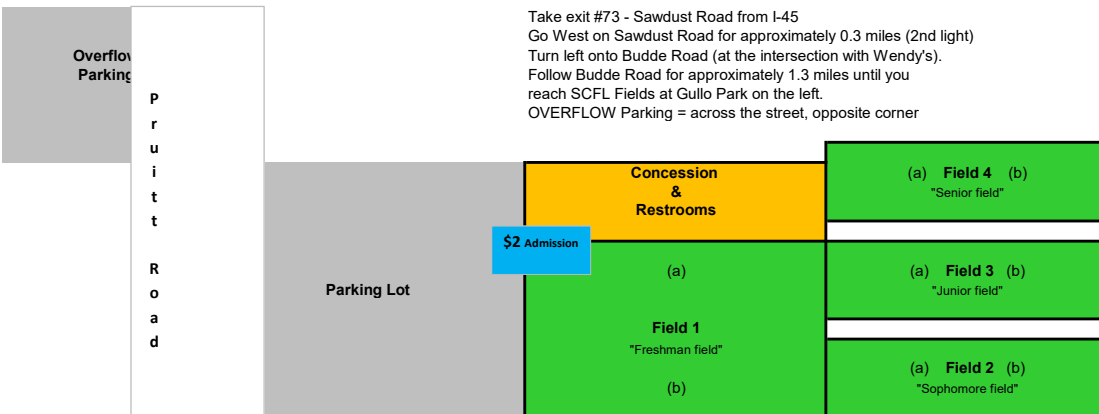 Take exit #73 - Sawdust Road from I-45
Go West on Sawdust Road for approximately 0.3 miles (2nd light)
Turn left onto Budde Road (at the intersection with Wendy's).
Follow Budde Road for approximately 1.3 miles until you
reach SCFL Fields at Gullo Park on the left.
OVERFLOW Parking = across the street, opposite corner
Parking
Pruitt Road
Parking Lot
Concession
&
Restrooms
$2 Admission
(a)
Field 1
"Freshman field"
(b)
(a) Field 4 (b)
"Senior field"
(a) Field 3 (b)
"Junior field"
(a) Field 2 (b)
"Sophomore field"